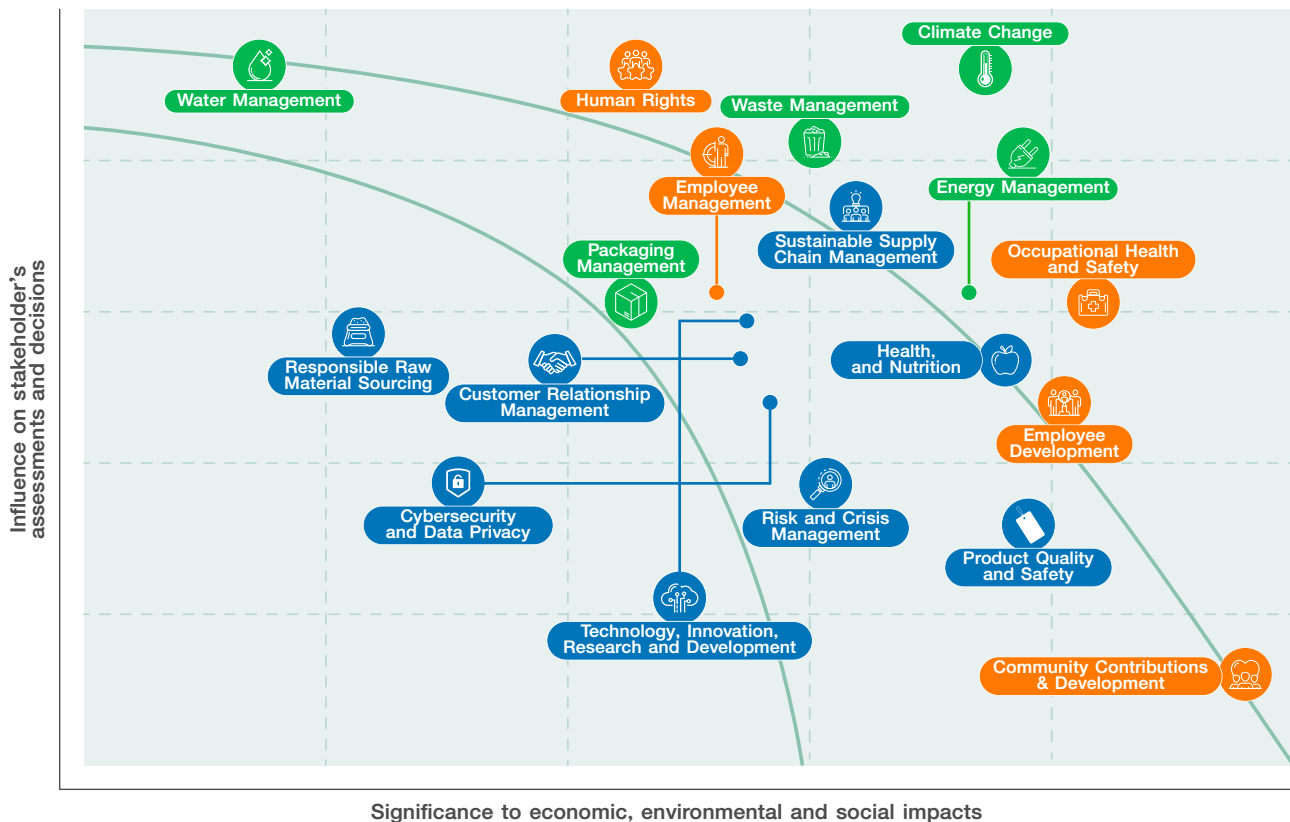 Climate Change
Water Management
Human Rights
Waste Management
Employee
Management
Energy Management
Sustainable Supply
Chain Management
Packaging
Management
Occupational Health
and Safety
Responsible Raw
Material Sourcing
Customer Relationship
Management
Health,
and Nutrition
Employee
Development
Cybersecurity
and Data Privacy
Risk and Crisis
Management
Product Quality
and Safety
Technology, Innovation,
Research and Development
Community Contributions
& Development
Influence on stakeholder's
assessments and decisions
Significance to economic, environmental and social impacts